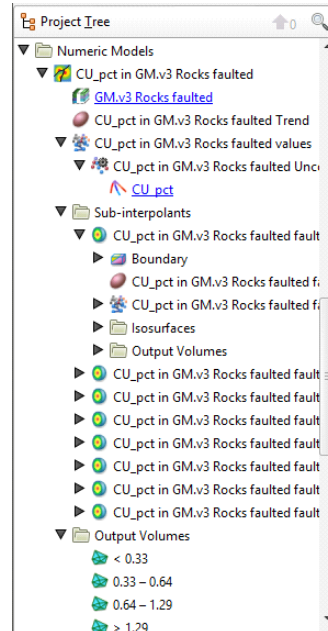 Project Tree
0
Numeric Models
CU_pct in GM.v3 Rocks faulted
GM.v3 Rocks faulted
CU_pct in GM.v3 Rocks faulted Trend
CU_pct in GM.v3 Rocks faulted values
CU_pct in GM.v3 Rocks faulted
CU_pct
Sub-interpolants
CU_pct in GM.v3 Rocks faulted fault
Boundary
CU_pct in GM.v3 Rocks faulted
CU_pct in GM.v3 Rocks faulted
Isosurfaces
Output Volumes
CU_pct in GM.v3 Rocks faulted fault
CU_pct in GM.v3 Rocks faulted fault
CU_pct in GM.v3 Rocks faulted fault
CU_pct in GM.v3 Rocks faulted fault
CU_pct in GM.v3 Rocks faulted fault
CU_pct in GM.v3 Rocks faulted fault
CU_pct in GM.v3 Rocks faulted fault
Output Volumes
< 0.33
0.33 – 0.64
0.64 – 1.29
> 1.29